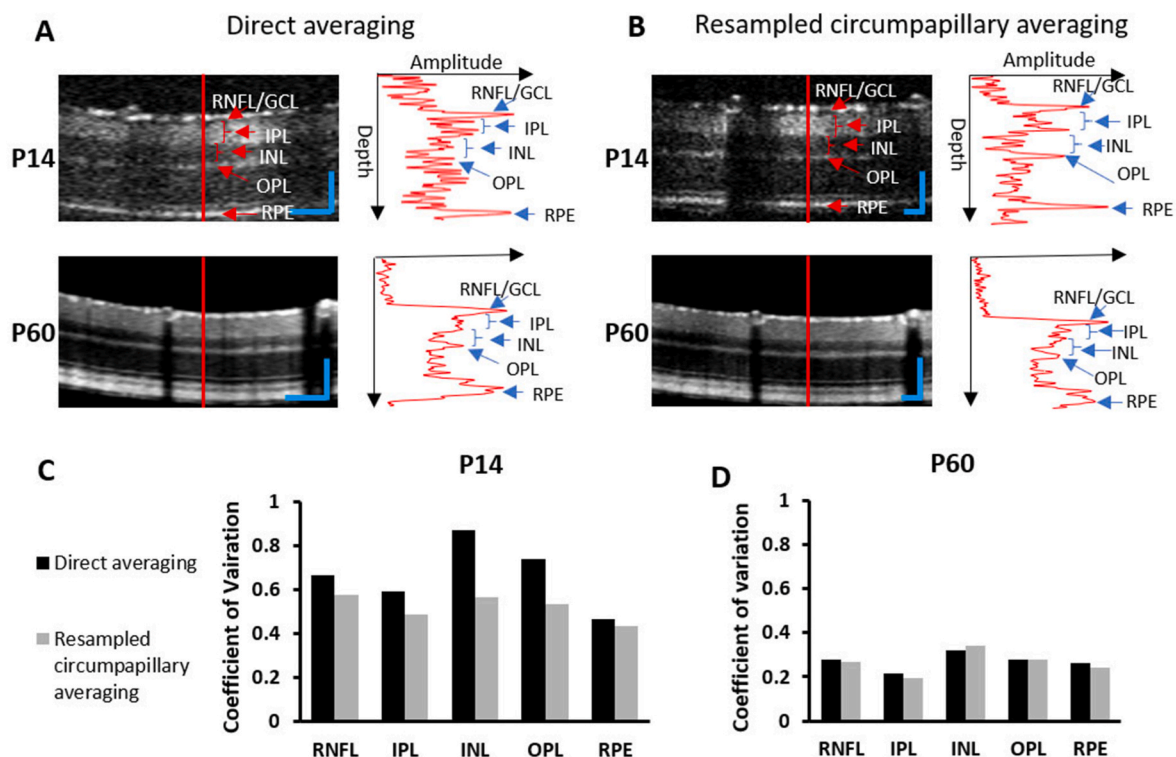 A
Direct averaging
B
Resampled circumpapillary averaging
P14
RNFL/GCL
IPL
INL
OPL
RPE
Amplitude
Depth
RNFL/GCL
IPL
INL
OPL
RPE
P14
RNFL/GCL
IPL
INL
OPL
RPE
Amplitude
Depth
RNFL/GCL
IPL
INL
OPL
RPE
P60
RNFL/GCL
IPL
INL
OPL
RPE
P60
RNFL/GCL
IPL
INL
OPL
RPE
C
P14
Direct averaging
Resampled
circumpapillary
averaging
Coefficient of Vairation
1
0.8
0.6
0.4
0.2
0
RNFL IPL INL OPL RPE
D
P60
Coefficient of variation
1
0.8
0.6
0.4
0.2
0
RNFL IPL INL OPL RPE